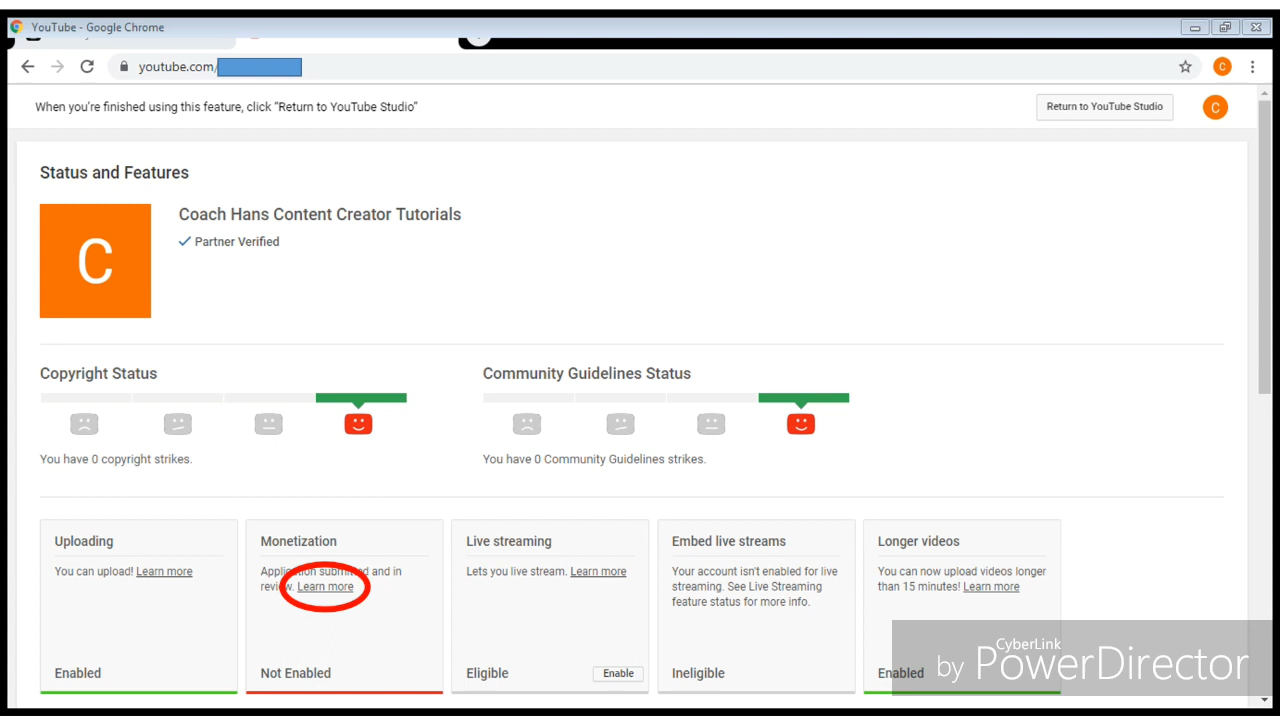 YouTube - Google Chrome
youtube.com/
C
When you're finished using this feature, click "Return to YouTube Studio"
Return to YouTube Studio
C
Status and Features
C
Coach Hans Content Creator Tutorials
Partner Verified
Copyright Status
Community Guidelines Status
You have 0 copyright strikes.
You have 0 Community Guidelines strikes.
Uploading
You can upload! Learn more
Enabled
Monetization
Application submitted and in
review. Learn more
Not Enabled
Live streaming
Lets you live stream. Learn more
Eligible
Enable
Embed live streams
Your account isn't enabled for live
streaming. See Live Streaming
feature status for more info.
Ineligible
Longer videos
You can now upload videos longer
than 15 minutes! Learn more
Enabled
CyberLink
by PowerDirector